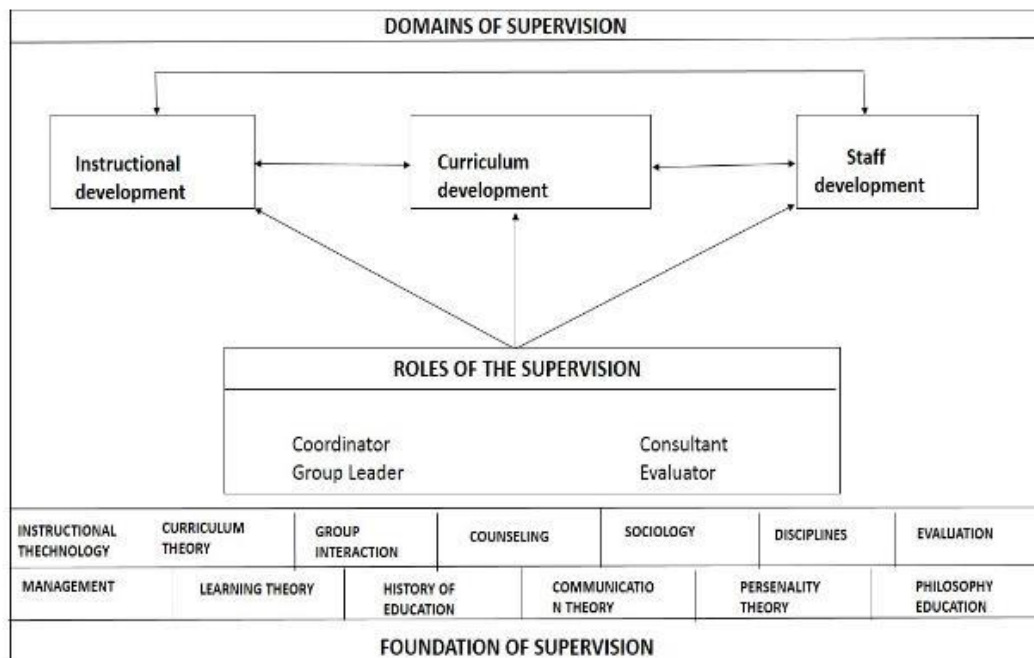 DOMAINS OF SUPERVISION
Instructional
development
Curriculum
development
Staff
development
ROLES OF THE SUPERVISION
Coordinator
Group Leader
Consultant
Evaluator
INSTRUCTIONAL
THECHNOLOGY
CURRICULUM
THEORY
GROUP
INTERACTION
COUNSELING
SOCIOLOGY
DISCIPLINES
EVALUATION
MANAGEMENT
LEARNING THEORY
HISTORY OF
EDUCATION
COMMUNICATIO
N THEORY
PERSENALITY
THEORY
PHILOSOPHY
EDUCATION
FOUNDATION OF SUPERVISION